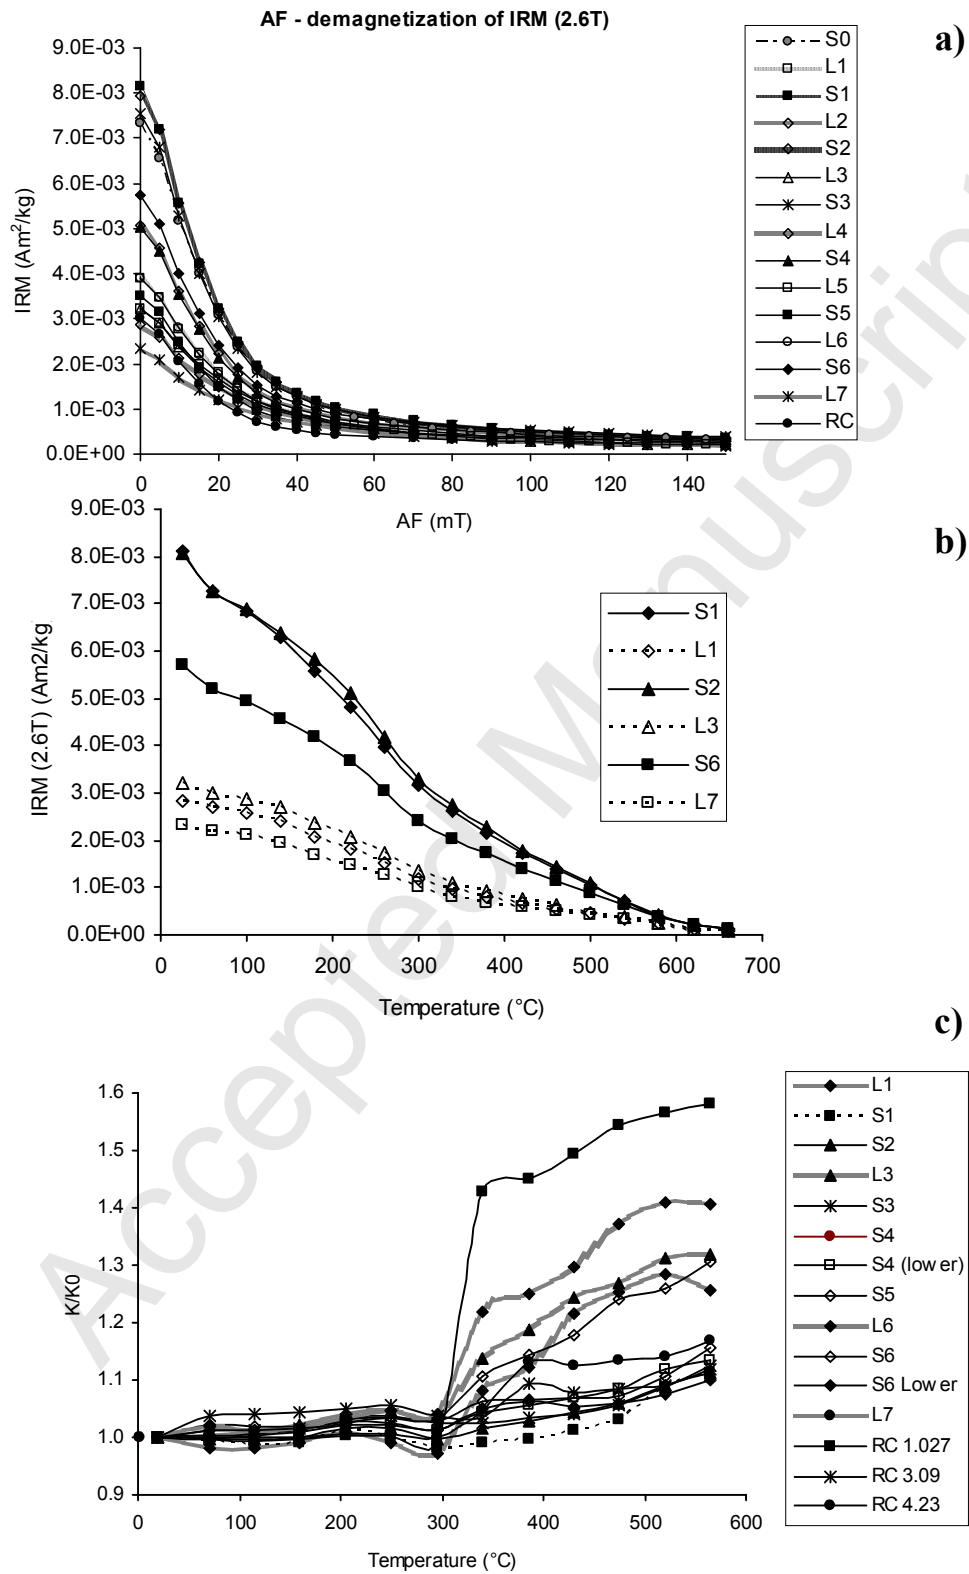 AF - demagnetization of IRM (2.6T)
a)
9.0E-03
8.0E-03
7.0E-03
6.0E-03
5.0E-03
4.0E-03
3.0E-03
2.0E-03
1.0E-03
0.0E+00
IRM (Am²/kg)
0 20 40 60 80 100 120 140
AF (mT)
S0
L1
S1
L2
S2
L3
S3
L4
S4
L5
S5
L6
S6
L7
RC
b)
9.0E-03
8.0E-03
7.0E-03
6.0E-03
5.0E-03
4.0E-03
3.0E-03
2.0E-03
1.0E-03
0.0E+00
IRM (2.6T) (Am2/kg
0 100 200 300 400 500 600 700
Temperature (°C)
S1
L1
S2
L3
S6
L7
c)
1.6
1.5
1.4
1.3
1.2
1.1
1.0
0.9
K/K0
0 100 200 300 400 500 600
Temperature (°C)
L1
S1
S2
L3
S3
S4
S4 (lower)
S5
L6
S6
S6 Lower
L7
RC 1.027
RC 3.09
RC 4.23
Accepted Manuscript